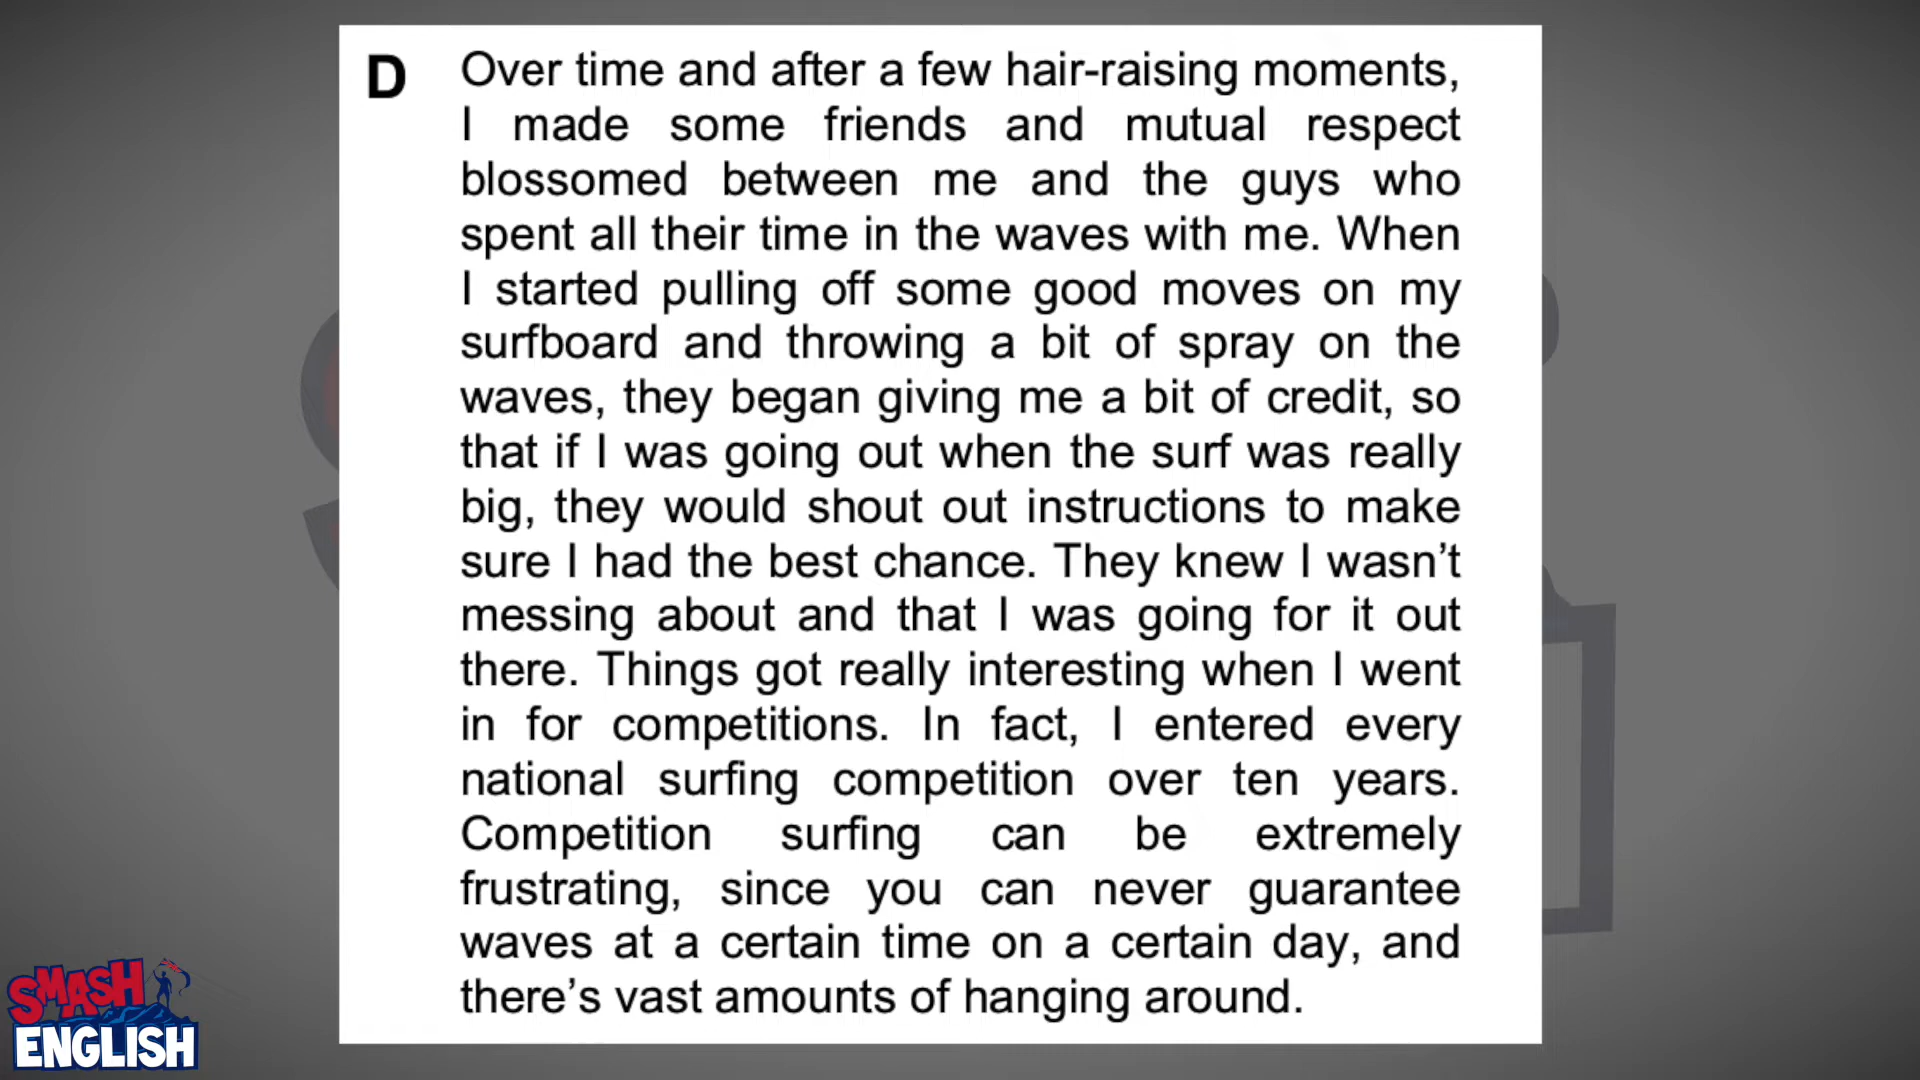 D Over time and after a few hair-raising moments,
I made some friends and mutual respect
blossomed between me and the guys who
spent all their time in the waves with me. When
I started pulling off some good moves on my
surfboard and throwing a bit of spray on the
waves, they began giving me a bit of credit, so
that if I was going out when the surf was really
big, they would shout out instructions to make
sure I had the best chance. They knew I wasn’t
messing about and that I was going for it out
there. Things got really interesting when I went
in for competitions. In fact, I entered every
national surfing competition over ten years.
Competition surfing can be extremely
frustrating, since you can never guarantee
waves at a certain time on a certain day, and
there’s vast amounts of hanging around.
SMASH
ENGLISH